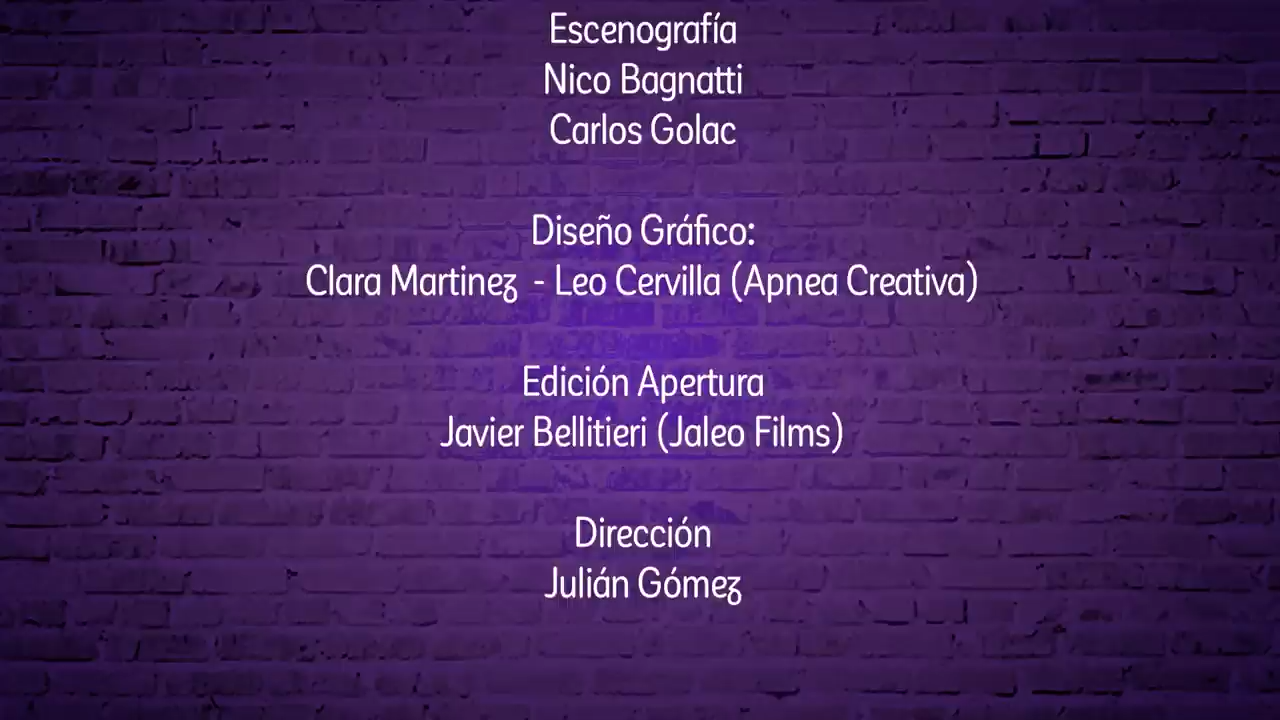 Escenografía
Nico Bagnatti
Carlos Golac
Diseño Gráfico:
Clara Martinez - Leo Cervilla (Apnea Creativa)
Edición Apertura
Javier Bellitieri (Jaleo Films)
Dirección
Julián Gómez